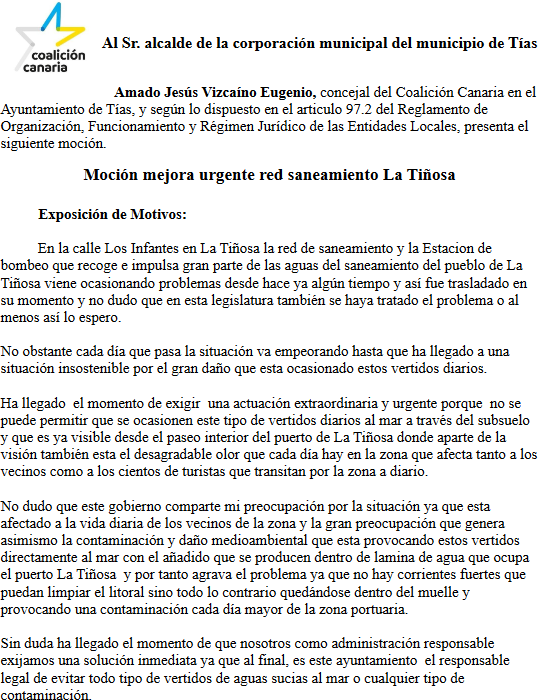 coalición
canaria
Al Sr. alcalde de la corporación municipal del municipio de Tías
Amado Jesús Vizcaíno Eugenio, concejal del Coalición Canaria en el
Ayuntamiento de Tías, y según lo dispuesto en el articulo 97.2 del Reglamento de
Organización, Funcionamiento y Régimen Jurídico de las Entidades Locales, presenta el
siguiente moción.
Moción mejora urgente red saneamiento La Tiñosa
Exposición de Motivos:
En la calle Los Infantes en La Tiñosa la red de saneamiento y la Estacion de
bombeo que recoge e impulsa gran parte de las aguas del saneamiento del pueblo de La
Tiñosa viene ocasionando problemas desde hace ya algún tiempo y así fue trasladado en
su momento y no dudo que en esta legislatura también se haya tratado el problema o al
menos así lo espero.
No obstante cada día que pasa la situación va empeorando hasta que ha llegado a una
situación insostenible por el gran daño que esta ocasionado estos vertidos diarios.
Ha llegado el momento de exigir una actuación extraordinaria y urgente porque no se
puede permitir que se ocasionen este tipo de vertidos diarios al mar a través del subsuelo
y que es ya visible desde el paseo interior del puerto de La Tiñosa donde aparte de la
visión también esta el desagradable olor que cada día hay en la zona que afecta tanto a los
vecinos como a los cientos de turistas que transitan por la zona a diario.
No dudo que este gobierno comparte mi preocupación por la situación ya que esta
afectado a la vida diaria de los vecinos de la zona y la gran preocupación que genera
asimismo la contaminación y daño medioambiental que esta provocando estos vertidos
directamente al mar con el añadido que se producen dentro de lamina de agua que ocupa
el puerto La Tiñosa y por tanto agrava el problema ya que no hay corrientes fuertes que
puedan limpiar el litoral sino todo lo contrario quedándose dentro del muelle y
provocando una contaminación cada día mayor de la zona portuaria.
Sin duda ha llegado el momento de que nosotros como administración responsable
exijamos una solución inmediata ya que al final, es este ayuntamiento el responsable
legal de evitar todo tipo de vertidos de aguas sucias al mar o cualquier tipo de
contaminación.